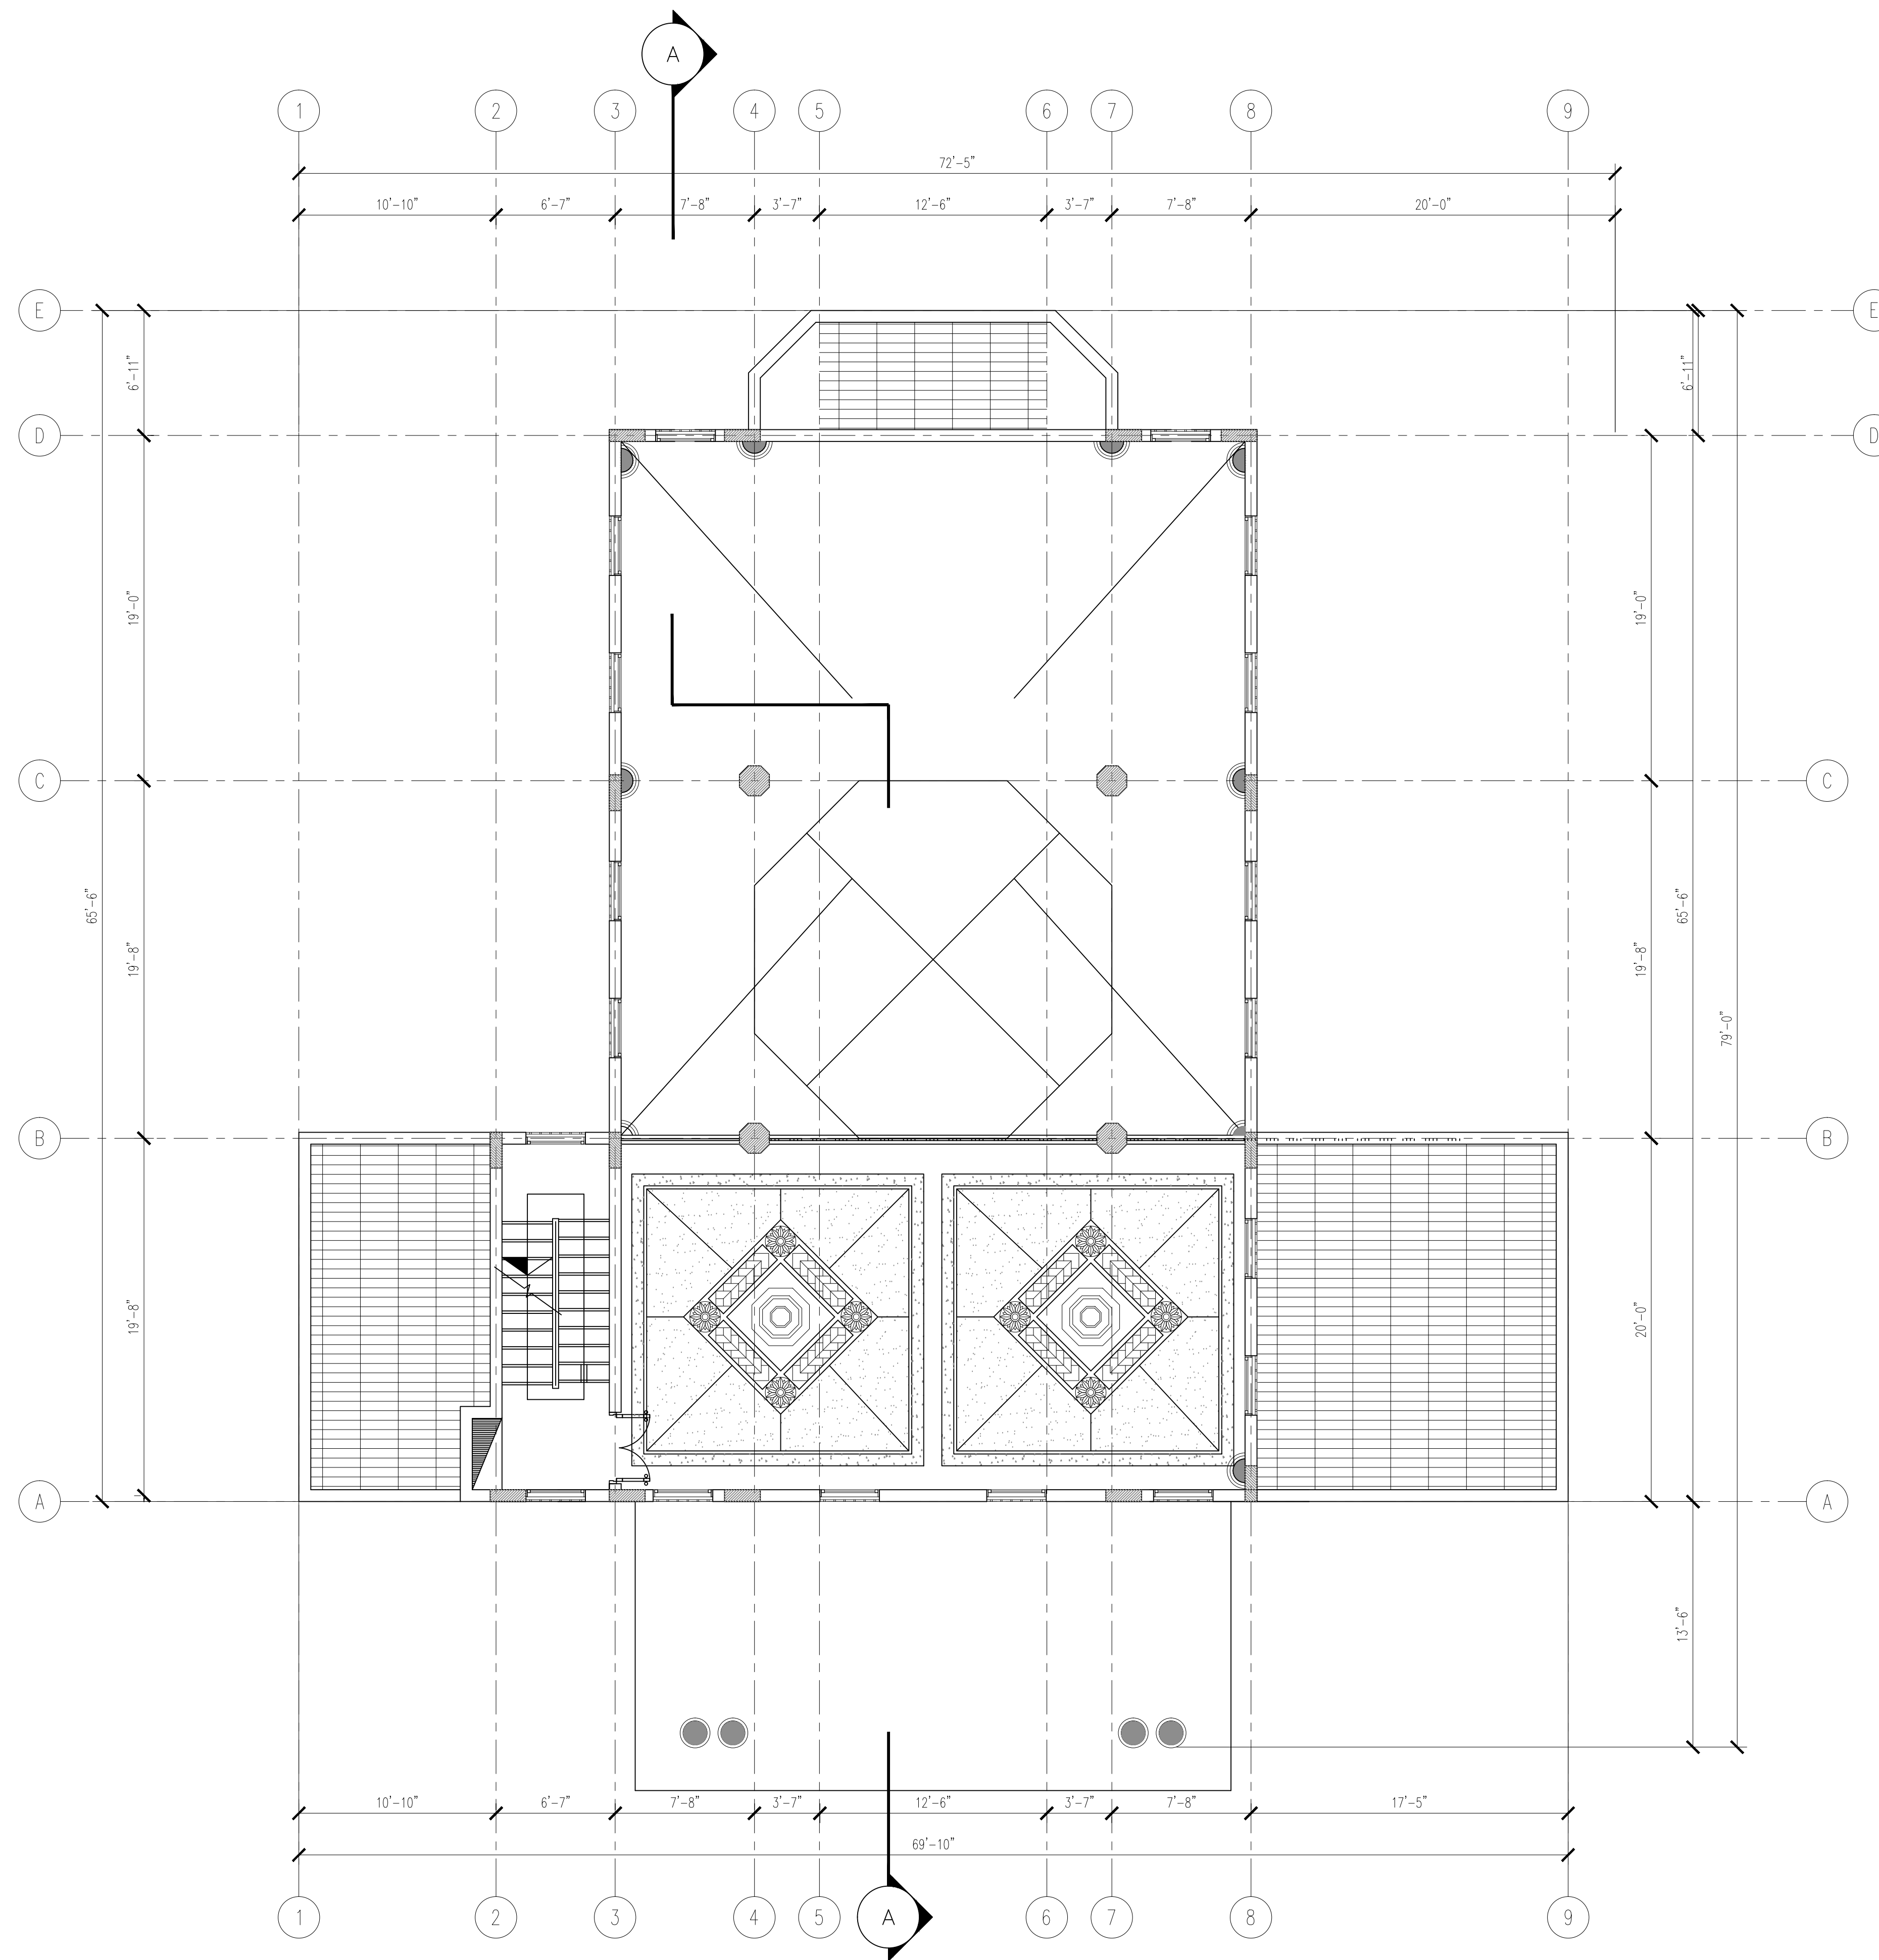 A
1 2 3 4 5 6 7 8 9
72'-5"
10'-10" 6'-7" 7'-8" 3'-7" 12'-6" 3'-7" 7'-8" 20'-0"
E E
6'-11" 6'-11"
D D
19'-0" 19'-0"
C C
65'-6" 65'-6"
19'-8" 19'-8"
79'-0"
B B
19'-8" 20'-0"
A A
13'-6"
10'-10" 6'-7" 7'-8" 3'-7" 12'-6" 3'-7" 7'-8" 17'-5"
69'-10"
1 2 3 4 5 A 6 7 8 9